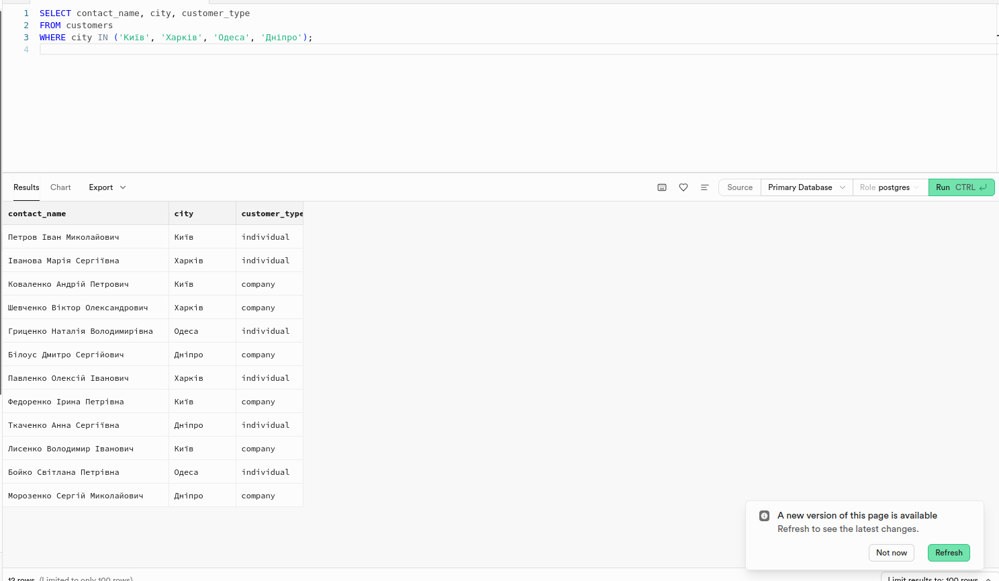 1 SELECT contact_name, city, customer_type
2 FROM customers
3 WHERE city IN ('Київ', 'Харків', 'Одеса', 'Дніпро');
4
Results Chart Export Source Primary Database Role postgres Run CTRL
contact_name city customer_type
Петров Іван Миколайович Київ individual
Іванова Марія Сергіївна Харків individual
Коваленко Андрій Петрович Київ company
Шевченко Віктор Олександрович Харків company
Гриценко Наталія Володимирівна Одеса individual
Білоус Дмитро Сергійович Дніпро company
Павленко Олексій Іванович Харків individual
Федоренко Ірина Петрівна Київ company
Ткаченко Анна Сергіївна Дніпро individual
Лисенко Володимир Іванович Київ company
Бойко Світлана Петрівна Одеса individual
Морозенко Сергій Миколайович Дніпро company
A new version of this page is available
Refresh to see the latest changes.
Not now Refresh
12 rows (Limited to only 100 rows) Limit results to: 100 rows